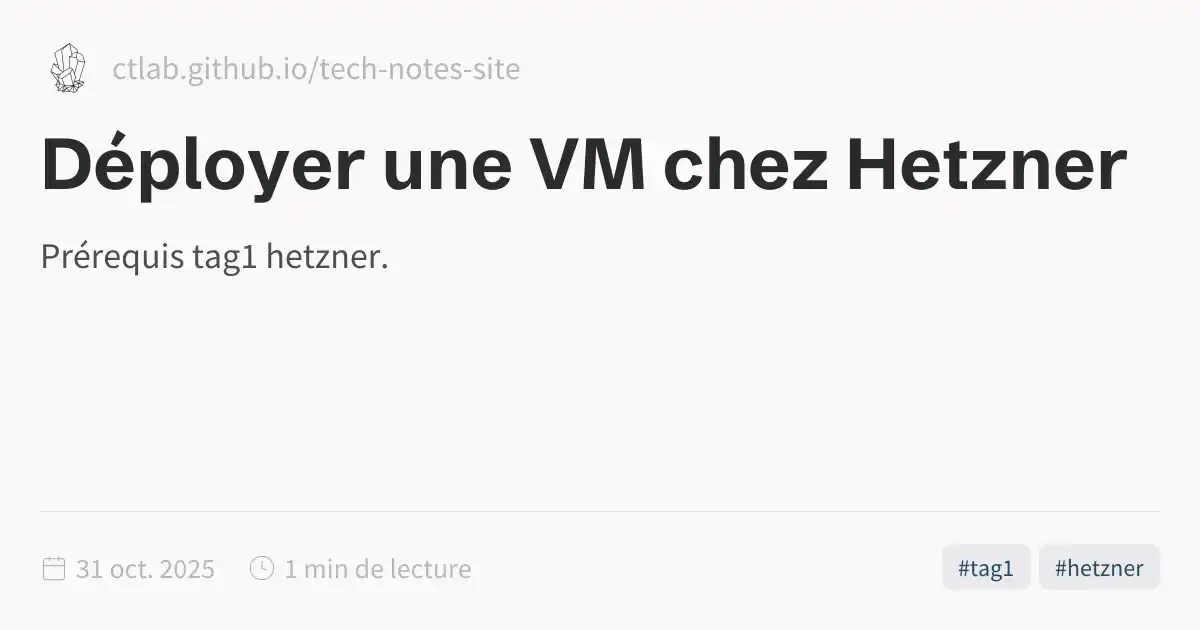 ctlab.github.io/tech-notes-site
Déployer une VM chez Hetzner
Prérequis tag1 hetzner.
31 oct. 2025 1 min de lecture #tag1 #hetzner